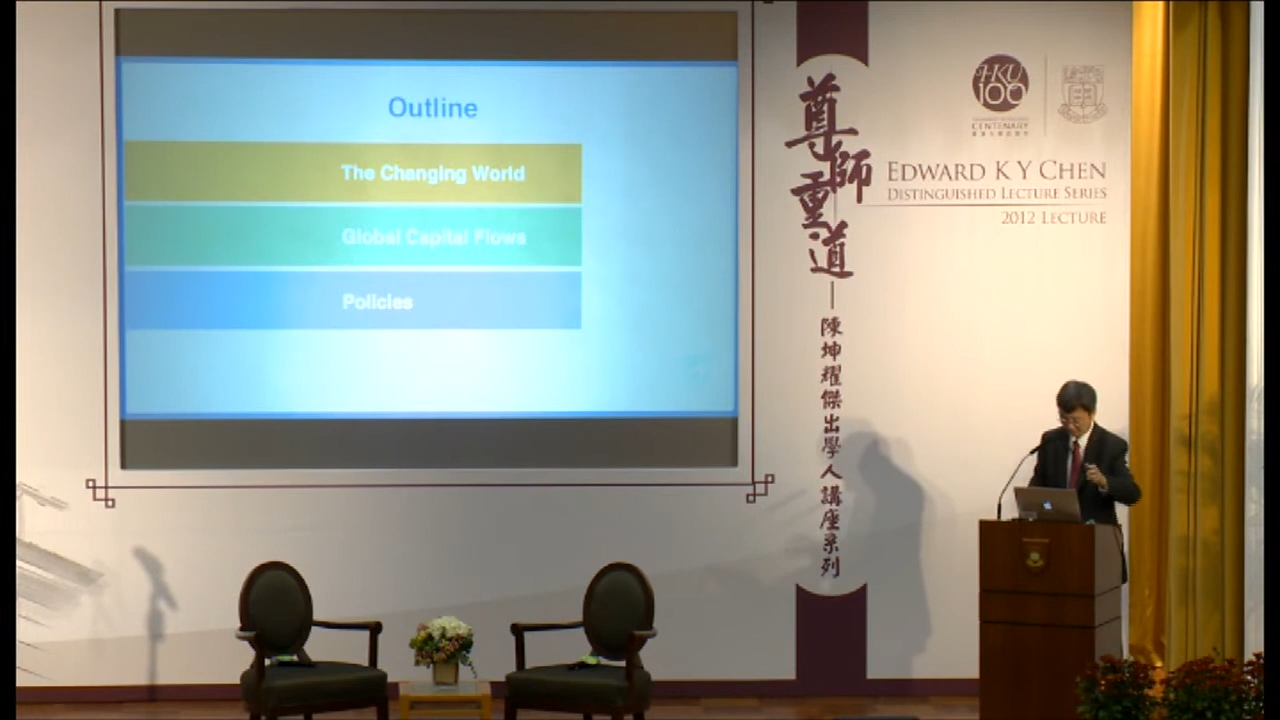 Outline
The Changing World
Global Capital Flows
Policies
尊師重道
陳坤耀傑出學人講座系列
HKU
100
CENTENARY
EDWARD K Y CHEN
DISTINGUISHED LECTURE SERIES
2012 LECTURE